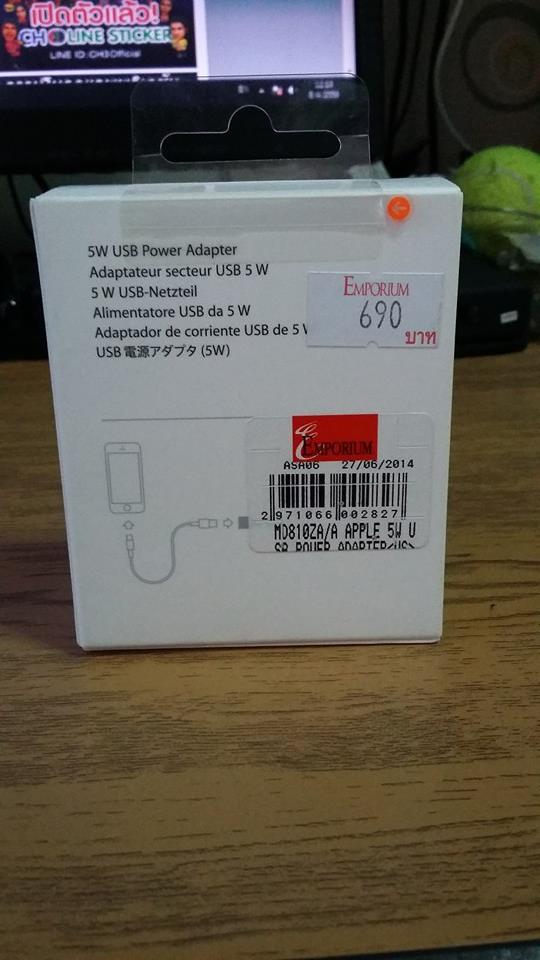 เปิดตัวแล้ว!
CH3 LINE STICKER
LINE ID:CH3Official
5W USB Power Adapter
Adaptateur secteur USB 5 W
5 W USB-Netzteil
Alimentatore USB da 5 W
Adaptador de corriente USB de 5 W
USB電源アダプタ (5W)
EMPORIUM
690
บาท
EMPORIUM
ASA06 27/06/2014
2 971066 002827
MD810ZA/A APPLE 5W U
SB POWER ADAPTER<US>